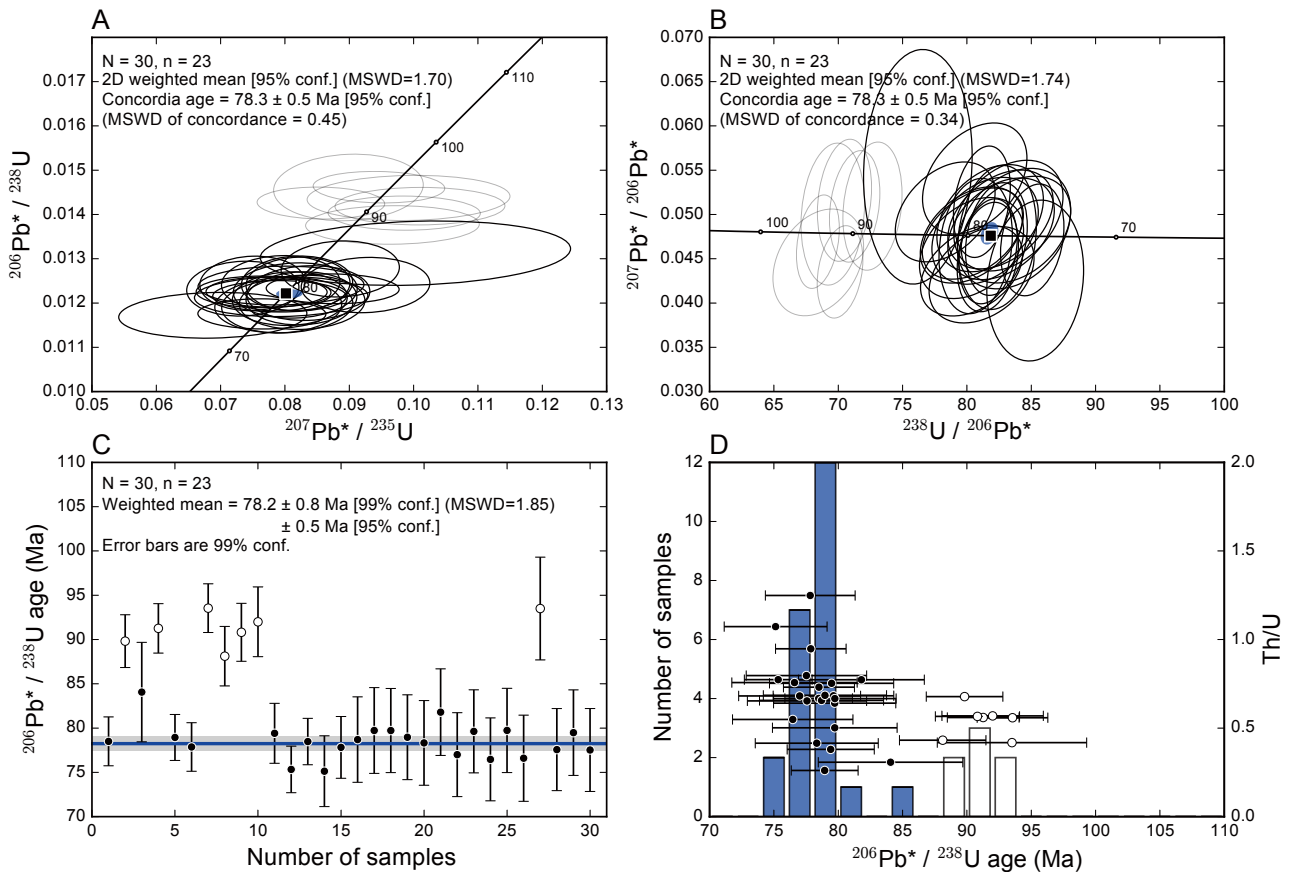 A
N = 30, n = 23
2D weighted mean [95% conf.] (MSWD=1.70)
Concordia age = 78.3 ± 0.5 Ma [95% conf.]
(MSWD of concordance = 0.45)
110
100
90
80
70
0.017
0.016
0.015
0.014
0.013
0.012
0.011
0.010
0.05 0.06 0.07 0.08 0.09 0.10 0.11 0.12 0.13
²⁰⁶Pb* / ²³⁸U
²⁰⁷Pb* / ²³⁵U
B
N = 30, n = 23
2D weighted mean [95% conf.] (MSWD=1.74)
Concordia age = 78.3 ± 0.5 Ma [95% conf.]
(MSWD of concordance = 0.34)
100
90
80
70
0.070
0.065
0.060
0.055
0.050
0.045
0.040
0.035
0.030
60 65 70 75 80 85 90 95 100
²⁰⁷Pb* / ²⁰⁶Pb*
²³⁸U / ²⁰⁶Pb*
C
N = 30, n = 23
Weighted mean = 78.2 ± 0.8 Ma [99% conf.] (MSWD=1.85)
± 0.5 Ma [95% conf.]
Error bars are 99% conf.
110
105
100
95
90
85
80
75
70
0 5 10 15 20 25 30
²⁰⁶Pb* / ²³⁸U age (Ma)
Number of samples
D
12
10
8
6
4
2
0
2.0
1.5
1.0
0.5
0.0
70 75 80 85 90 95 100 105 110
Number of samples
Th/U
²⁰⁶Pb* / ²³⁸U age (Ma)